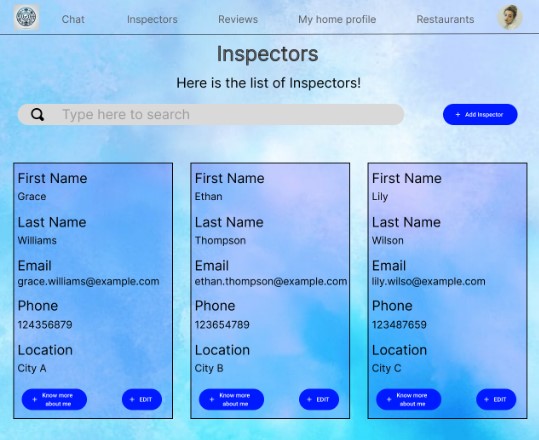 Chat Inspectors Reviews My home profile Restaurants
Inspectors
Here is the list of Inspectors!
Type here to search
+ Add Inspector
First Name
Grace
Last Name
Williams
Email
grace.williams@example.com
Phone
124356879
Location
City A
+ Know more about me
+ EDIT
First Name
Ethan
Last Name
Thompson
Email
ethan.thompson@example.com
Phone
123654789
Location
City B
+ Know more about me
+ EDIT
First Name
Lily
Last Name
Wilson
Email
lily.wilso@example.com
Phone
123487659
Location
City C
+ Know more about me
+ EDIT